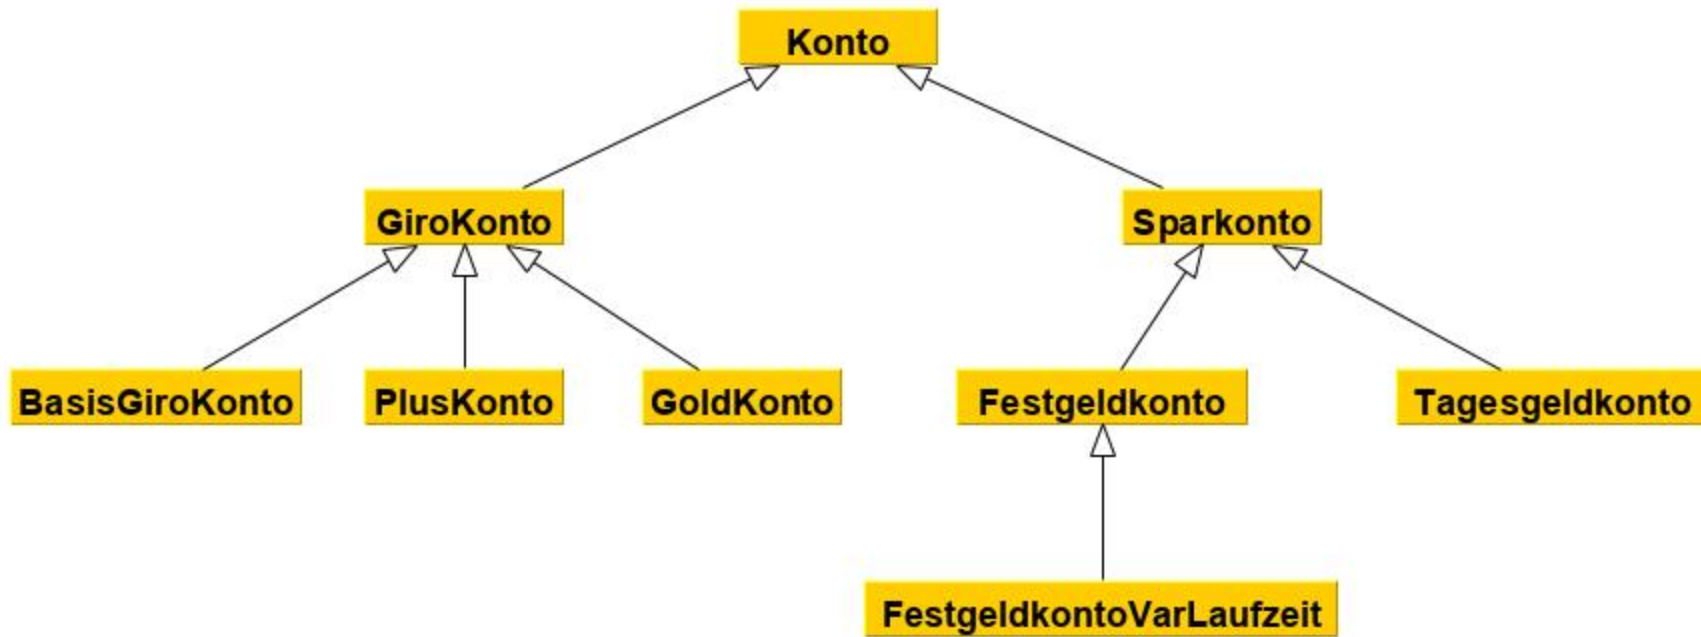 Konto
GiroKonto
Sparkonto
BasisGiroKonto
PlusKonto
GoldKonto
Festgeldkonto
Tagesgeldkonto
FestgeldkontoVarLaufzeit